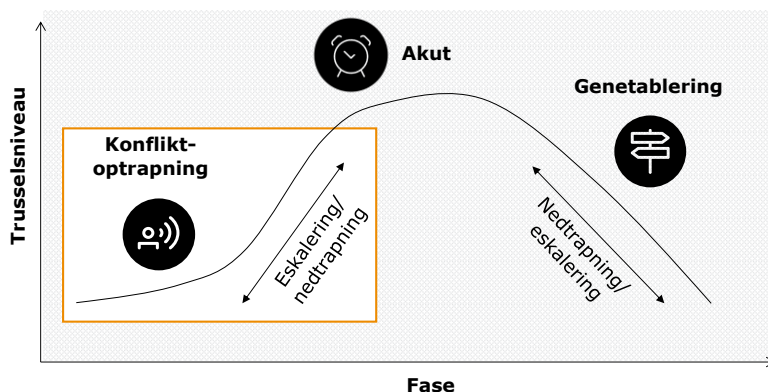 Akut
Genetablering
Konflikt-
optrapning
Trusselsniveau
Eskalering/
nedtrapning
Nedtrapning/
eskalering
Fase